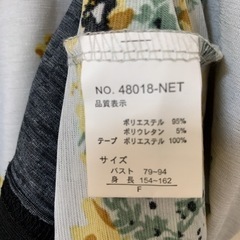 NO. 48018-NET
品質表示
ポリエステル 95%
ポリウレタン 5%
テープ ポリエステル 100%
サイズ
バスト 79~94
身長 154~162
F